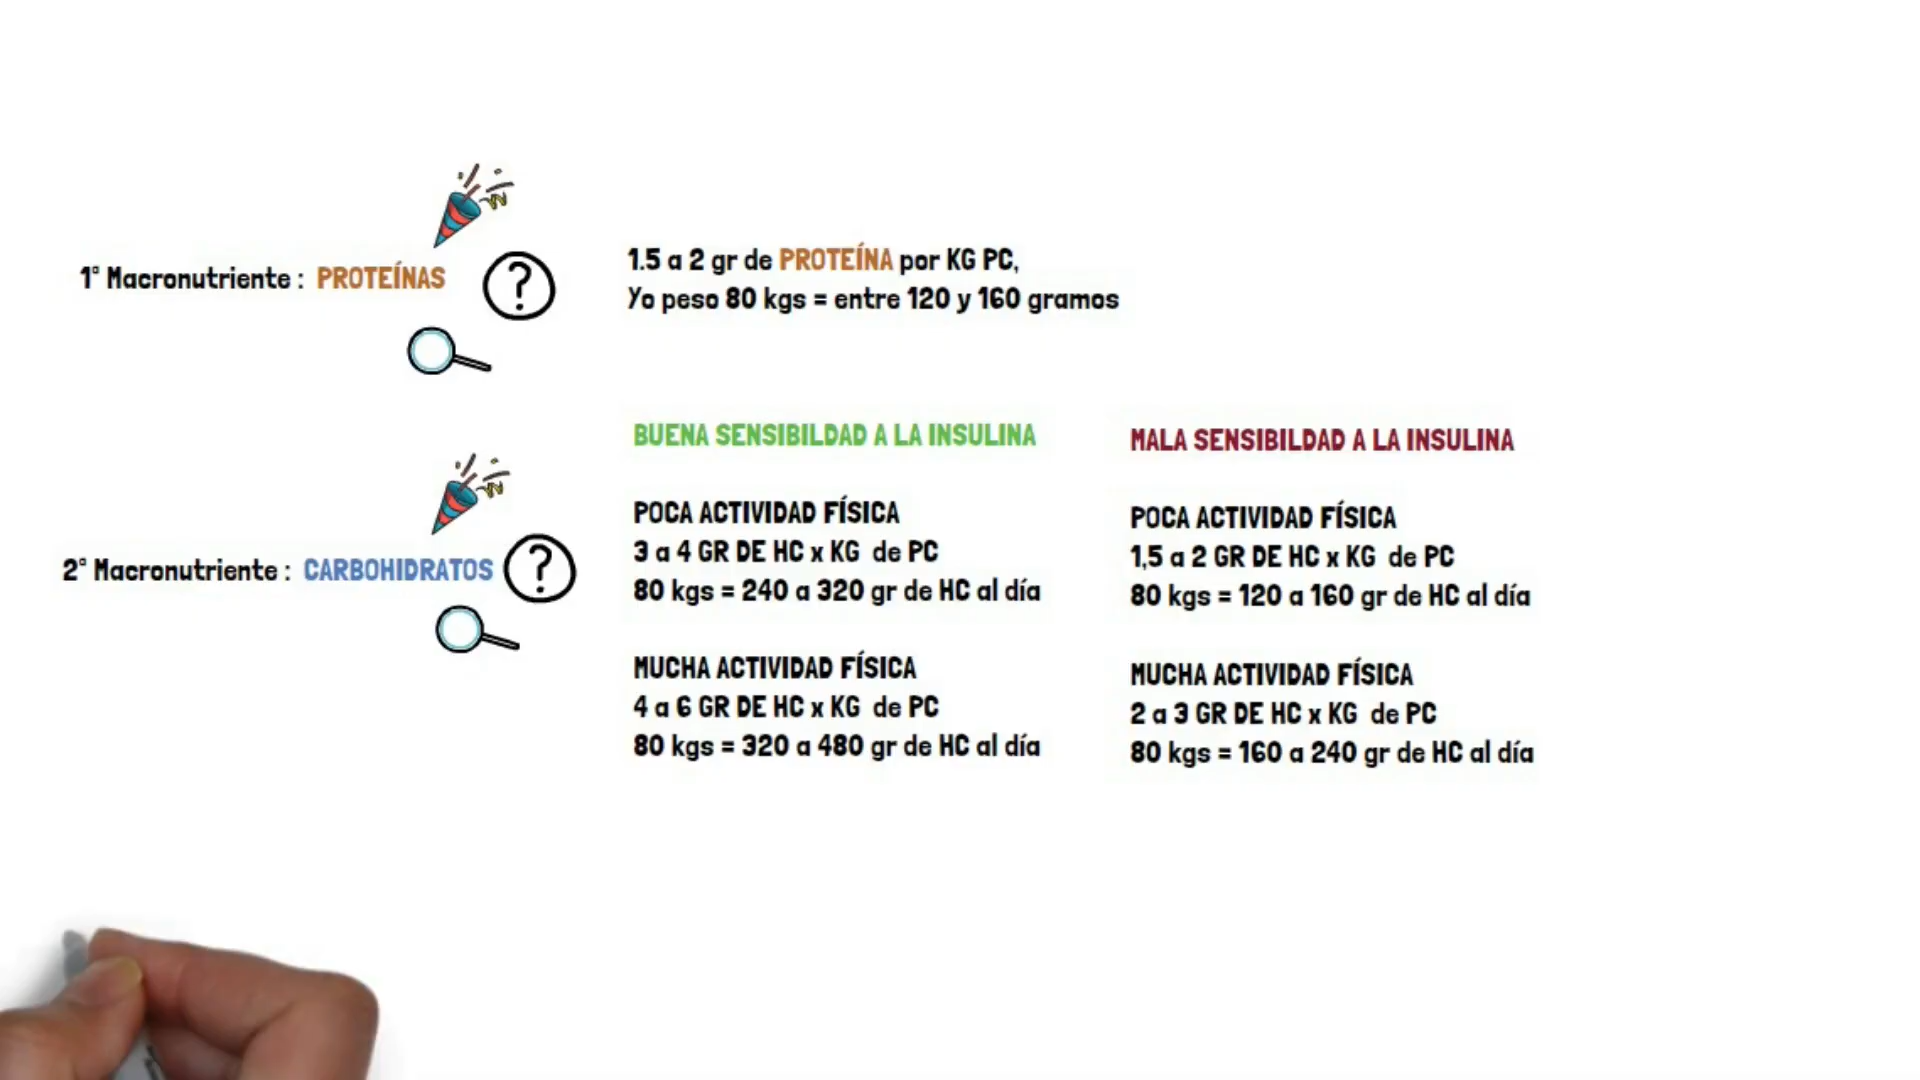 1º Macronutriente : PROTEÍNAS
?
1.5 a 2 gr de PROTEÍNA por KG PC,
Yo peso 80 kgs = entre 120 y 160 gramos
2º Macronutriente : CARBOHIDRATOS
?
BUENA SENSIBILDAD A LA INSULINA
POCA ACTIVIDAD FÍSICA
3 a 4 GR DE HC x KG de PC
80 kgs = 240 a 320 gr de HC al día
MUCHA ACTIVIDAD FÍSICA
4 a 6 GR DE HC x KG de PC
80 kgs = 320 a 480 gr de HC al día
MALA SENSIBILDAD A LA INSULINA
POCA ACTIVIDAD FÍSICA
1,5 a 2 GR DE HC x KG de PC
80 kgs = 120 a 160 gr de HC al día
MUCHA ACTIVIDAD FÍSICA
2 a 3 GR DE HC x KG de PC
80 kgs = 160 a 240 gr de HC al día